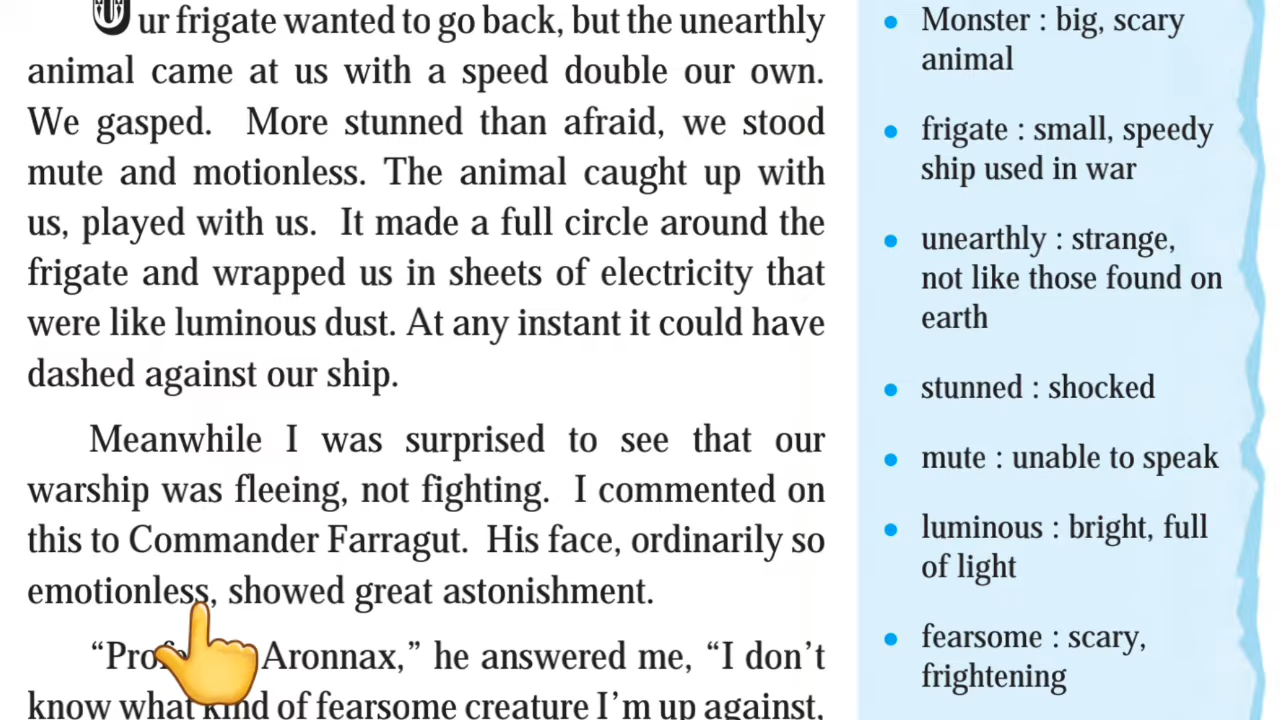 Our frigate wanted to go back, but the unearthly
animal came at us with a speed double our own.
We gasped. More stunned than afraid, we stood
mute and motionless. The animal caught up with
us, played with us. It made a full circle around the
frigate and wrapped us in sheets of electricity that
were like luminous dust. At any instant it could have
dashed against our ship.
Meanwhile I was surprised to see that our
warship was fleeing, not fighting. I commented on
this to Commander Farragut. His face, ordinarily so
emotionless, showed great astonishment.
Aronnax,” he answered me, “I don’t
know what kind of fearsome creature I’m up against,
• Monster : big, scary
animal
• frigate : small, speedy
ship used in war
• unearthly : strange,
not like those found on
earth
• stunned : shocked
• mute : unable to speak
• luminous : bright, full
of light
• fearsome : scary,
frightening